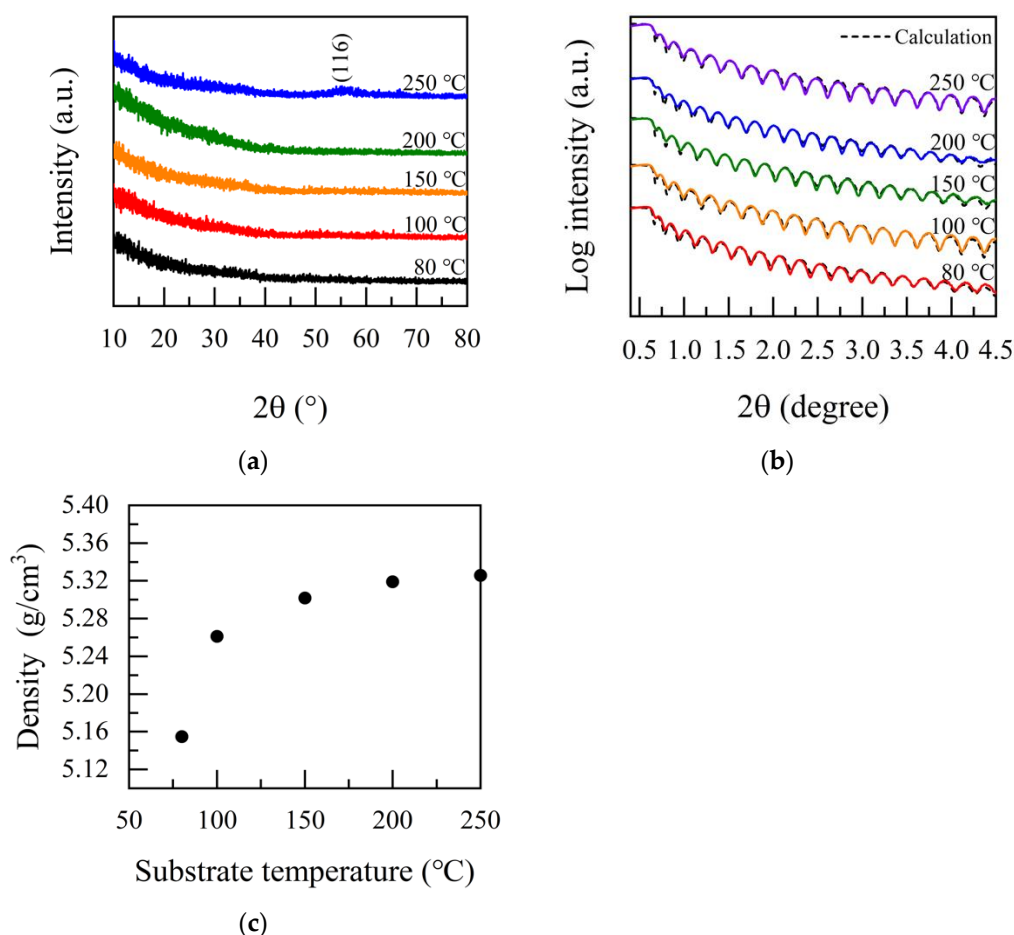 Intensity (a.u.)
(116)
250 °C
200 °C
150 °C
100 °C
80 °C
10 20 30 40 50 60 70 80
2θ (°)
(a)
Log intensity (a.u.)
Calculation
250 °C
200 °C
150 °C
100 °C
80 °C
0.5 1.0 1.5 2.0 2.5 3.0 3.5 4.0 4.5
2θ (degree)
(b)
Density (g/cm³)
5.40
5.36
5.32
5.28
5.24
5.20
5.16
5.12
50 100 150 200 250
Substrate temperature (°C)
(c)